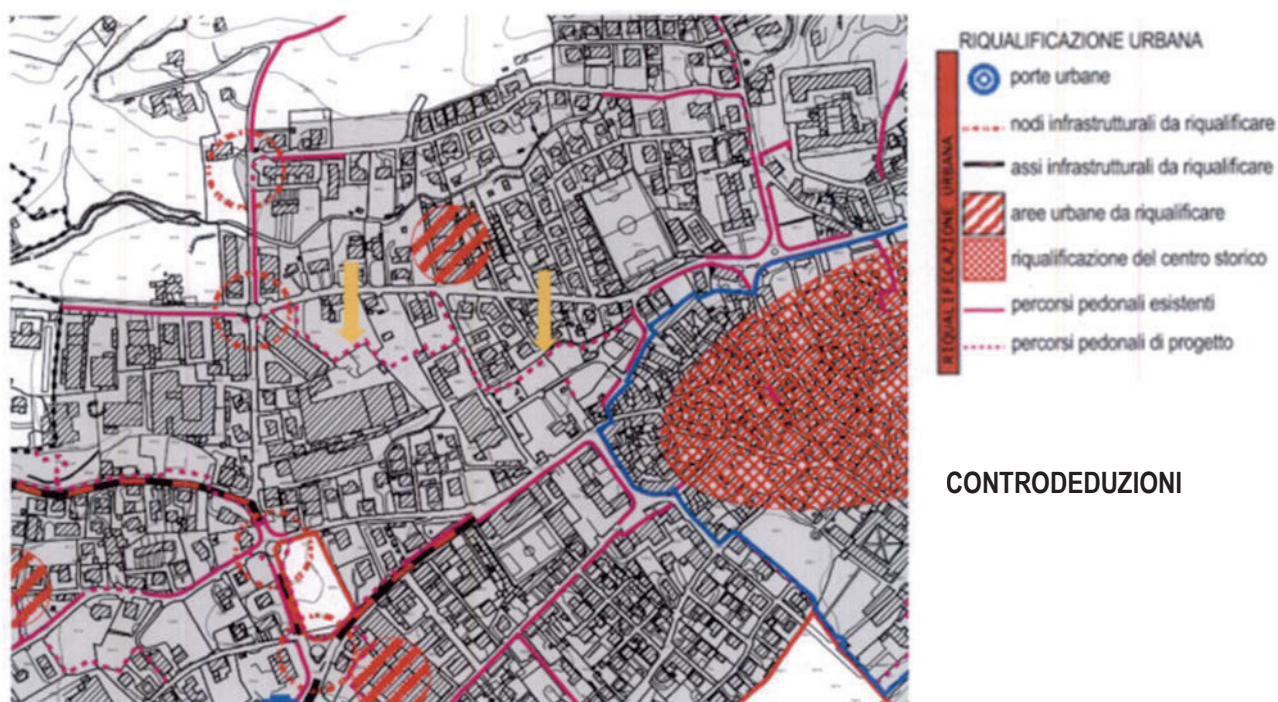 RIQUALIFICAZIONE URBANA
RIQUALIFICAZIONE URBANA
porte urbane
nodi infrastrutturali da riqualificare
assi infrastrutturali da riqualificare
aree urbane da riqualificare
riqualificazione del centro storico
percorsi pedonali esistenti
percorsi pedonali di progetto
CONTRODEDUZIONI